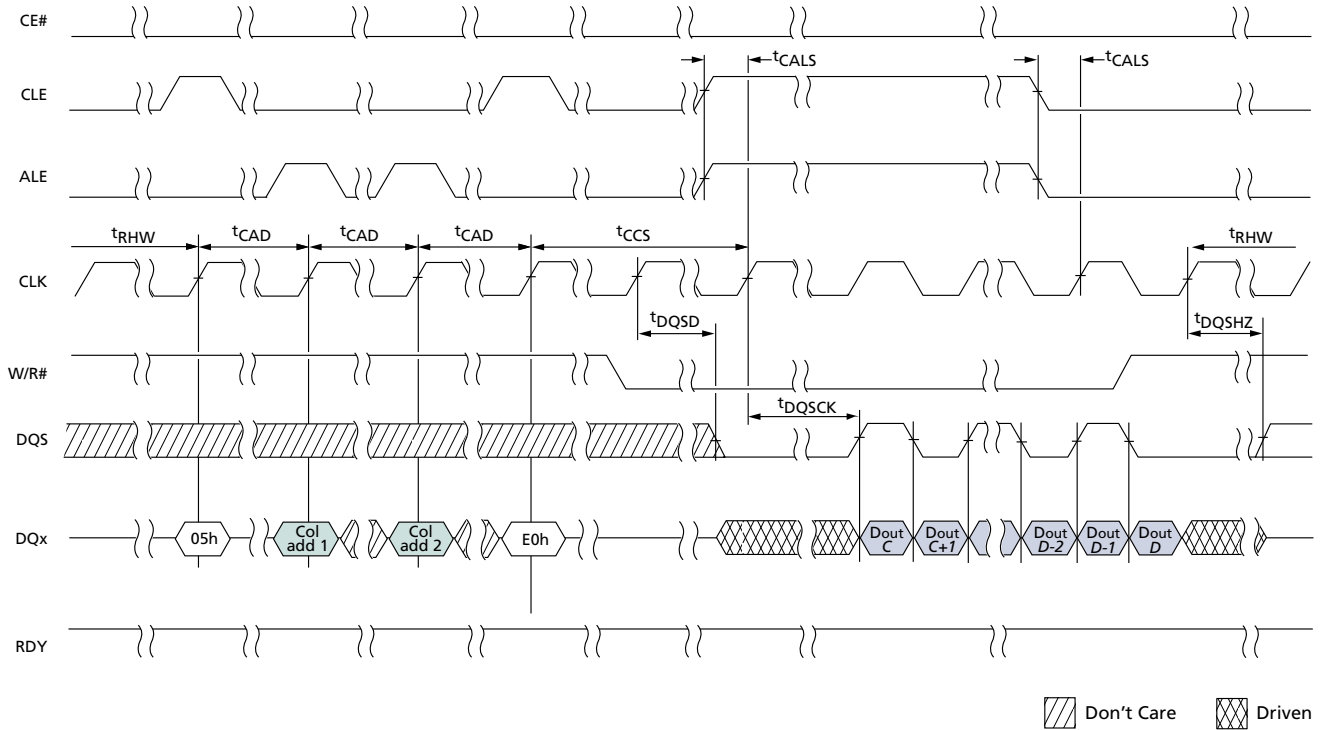 CE#
tCALS tCALS
CLE
ALE
tRHW tCAD tCAD tCAD tCCS tRHW
CLK
tDQSD tDQSHZ
W/R#
tDQSCK
DQS
DQx 05h Col add 1 Col add 2 E0h Dout C Dout C+1 Dout D-2 Dout D-1 Dout D
RDY
Don't Care Driven